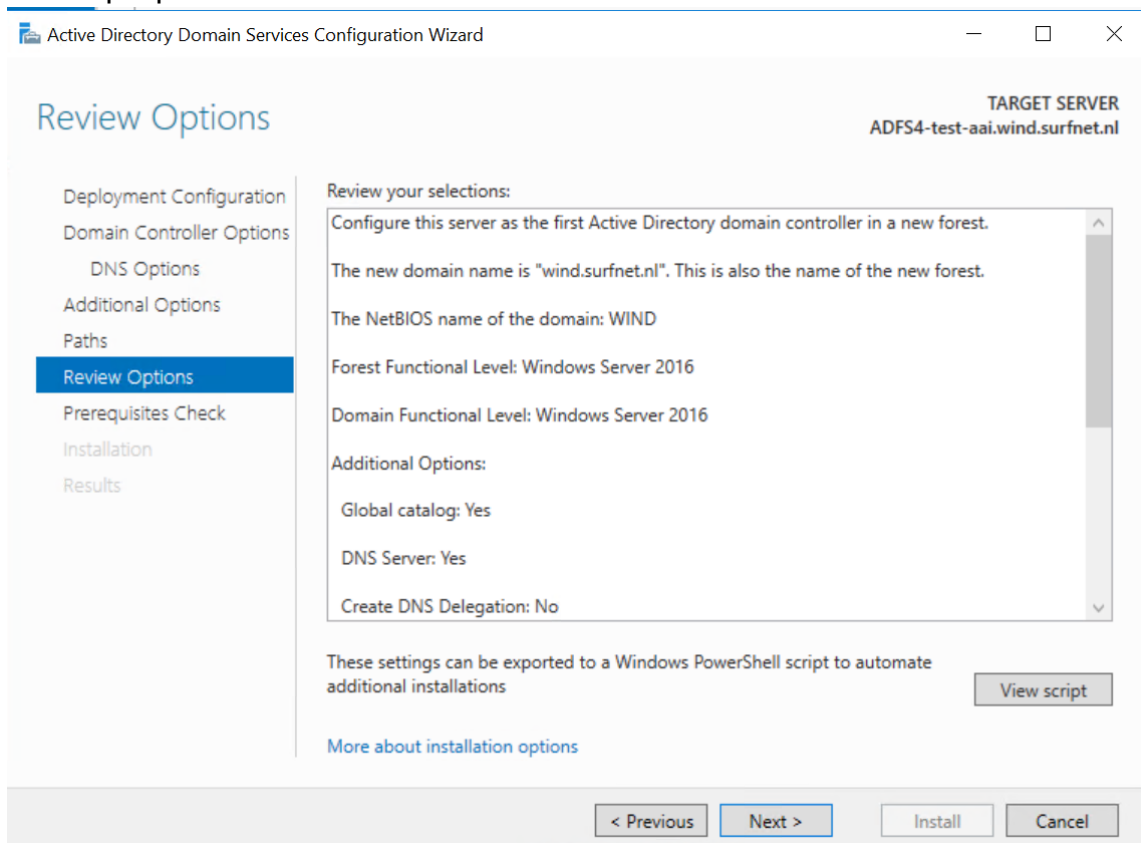 Active Directory Domain Services Configuration Wizard
Review Options
TARGET SERVER
ADFS4-test-aai.wind.surfnet.nl
Deployment Configuration
Domain Controller Options
DNS Options
Additional Options
Paths
Review Options
Prerequisites Check
Installation
Results
Review your selections:
Configure this server as the first Active Directory domain controller in a new forest.
The new domain name is "wind.surfnet.nl". This is also the name of the new forest.
The NetBIOS name of the domain: WIND
Forest Functional Level: Windows Server 2016
Domain Functional Level: Windows Server 2016
Additional Options:
Global catalog: Yes
DNS Server: Yes
Create DNS Delegation: No
These settings can be exported to a Windows PowerShell script to automate
additional installations
View script
More about installation options
< Previous
Next >
Install
Cancel